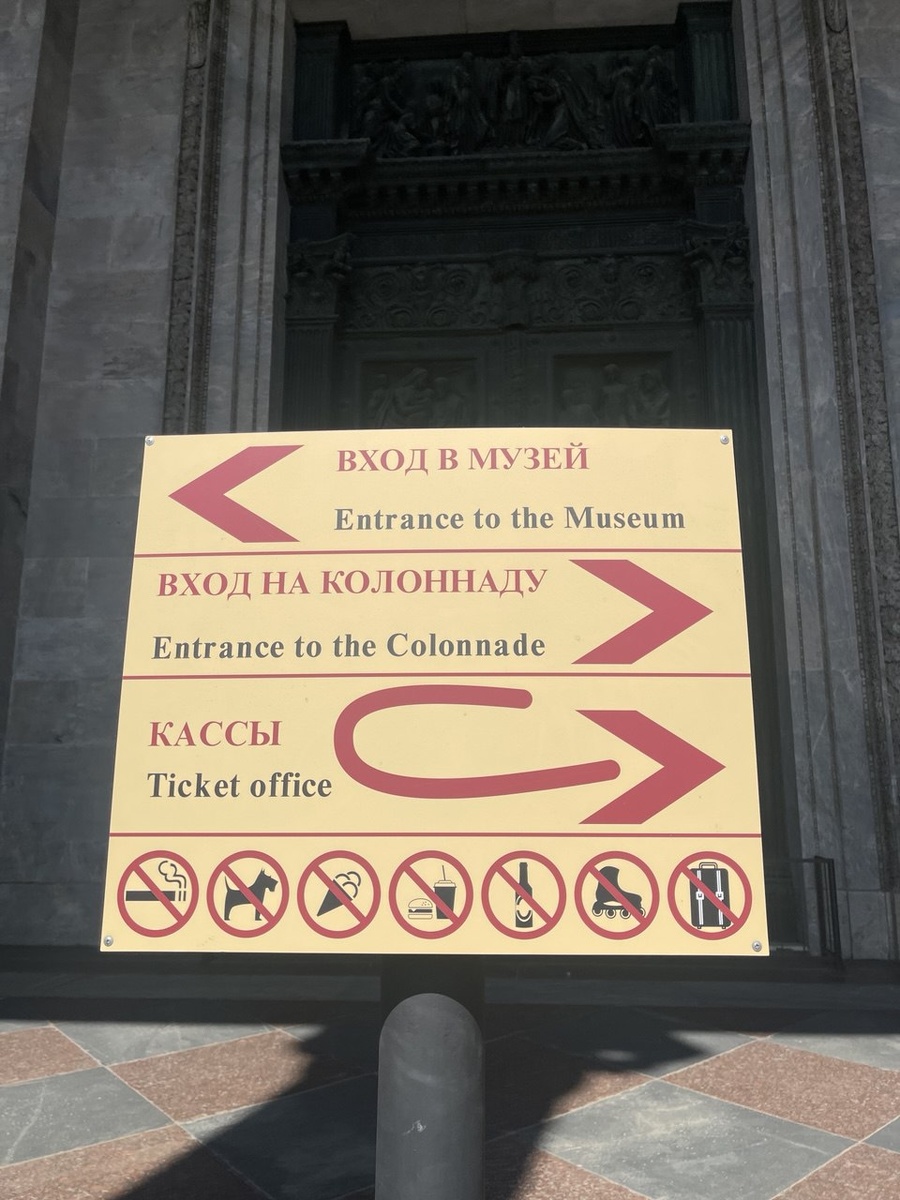 ВХОД В МУЗЕЙ
Entrance to the Museum
ВХОД НА КОЛОННАДУ
Entrance to the Colonnade
КАССЫ
Ticket office